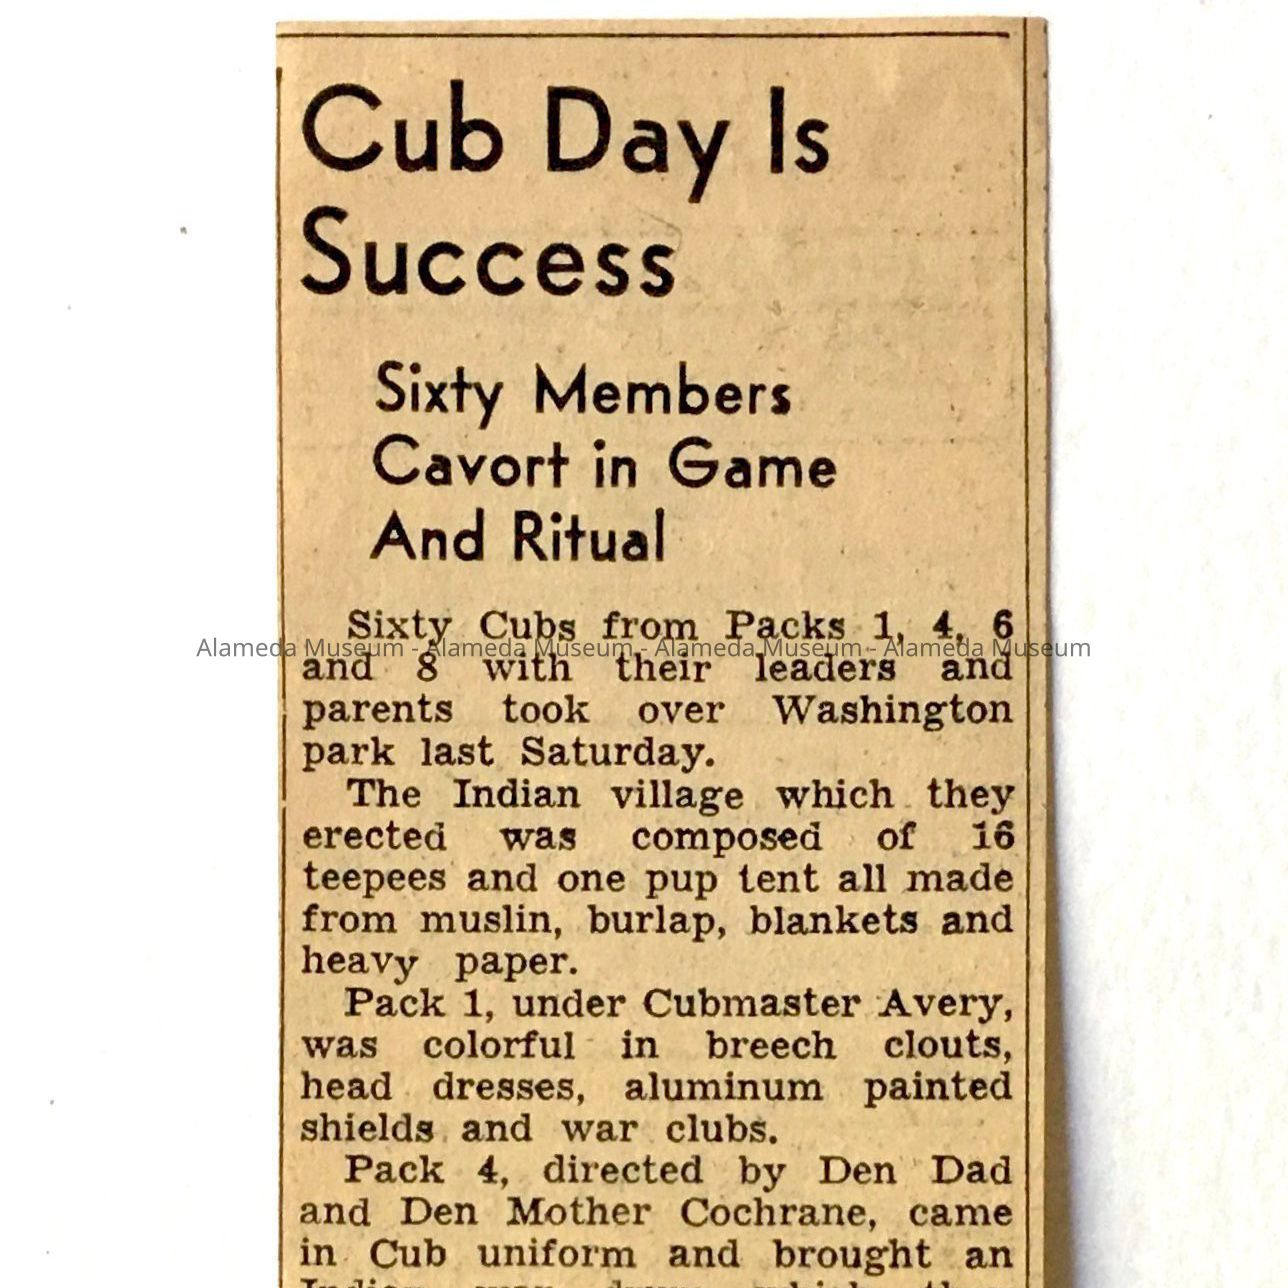 Cub Day Is
Success
Sixty Members
Cavort in Game
And Ritual
Sixty Cubs from Packs 1, 4, 6
Alameda Museum - Alameda Museum - Alameda Museum - Alameda Museum
and 8 with their leaders and
parents took over Washington
park last Saturday.
The Indian village which they
erected was composed of 16
teepees and one pup tent all made
from muslin, burlap, blankets and
heavy paper.
Pack 1, under Cubmaster Avery,
was colorful in breech clouts,
head dresses, aluminum painted
shields and war clubs.
Pack 4, directed by Den Dad
and Den Mother Cochrane, came
in Cub uniform and brought an